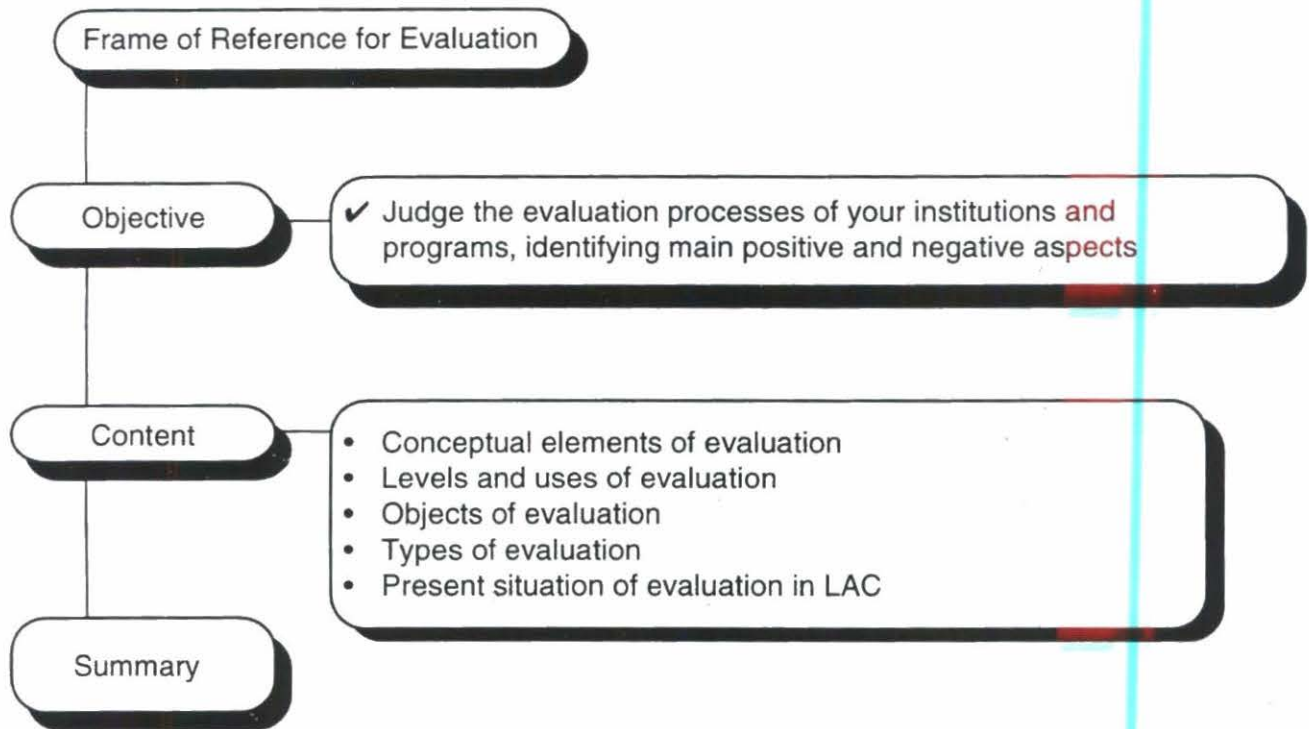 Frame of Reference for Evaluation
Objective
✔ Judge the evaluation processes of your institutions and
programs, identifying main positive and negative aspects
Content
• Conceptual elements of evaluation
• Levels and uses of evaluation
• Objects of evaluation
• Types of evaluation
• Present situation of evaluation in LAC
Summary